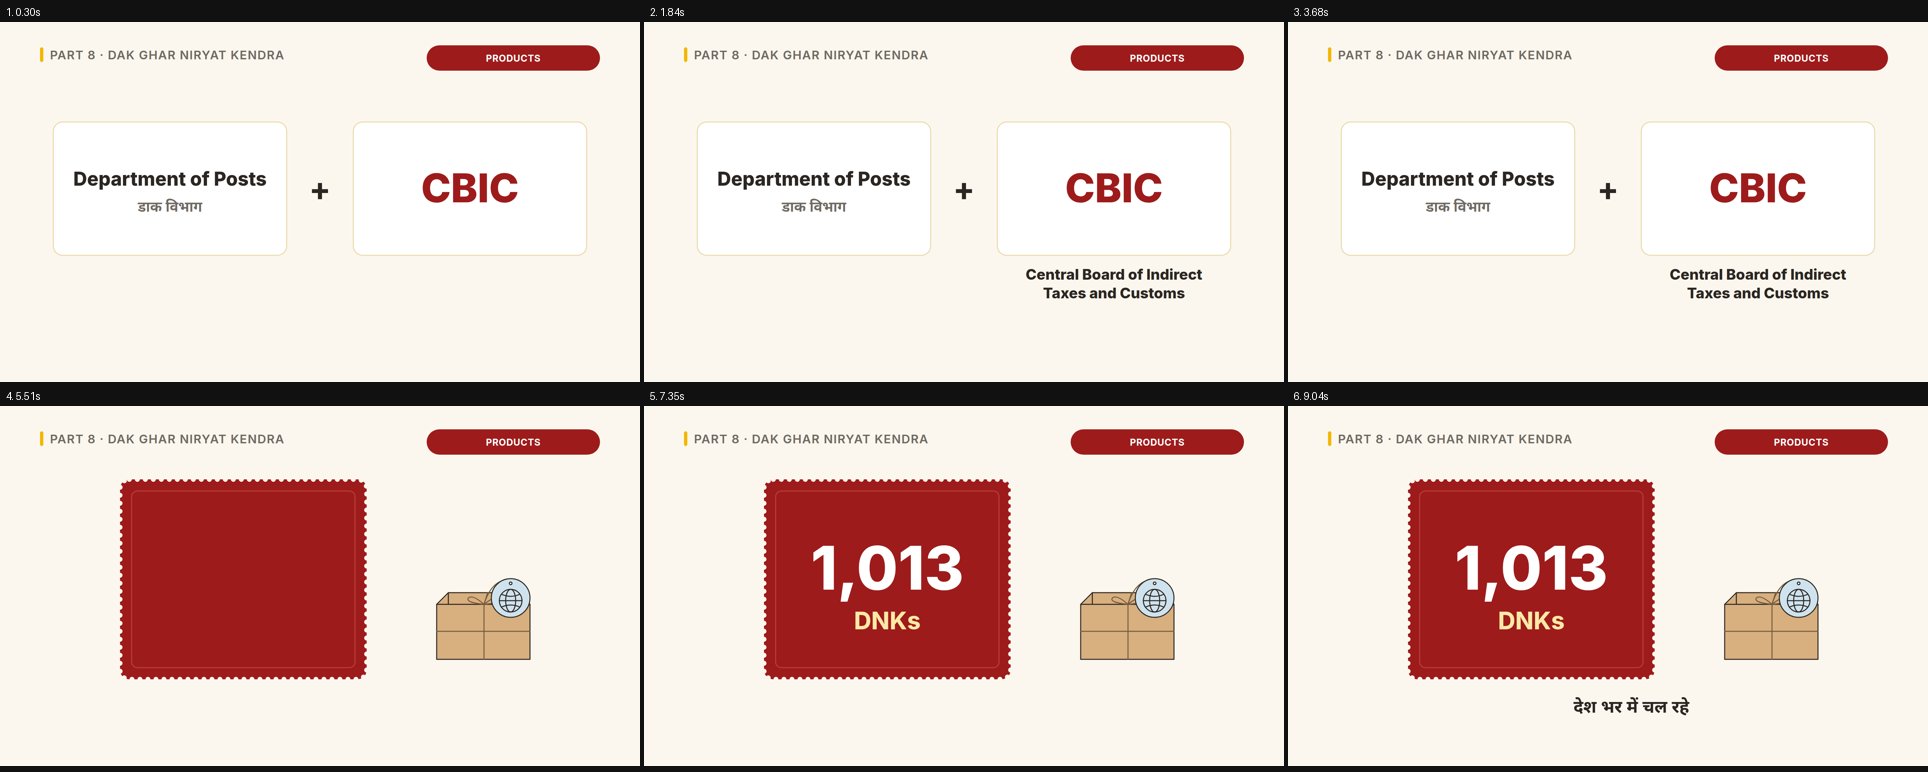 1. 0.30s
PART 8 · DAK GHAR NIRYAT KENDRA
PRODUCTS
Department of Posts
डाक विभाग
+
CBIC
2. 1.84s
PART 8 · DAK GHAR NIRYAT KENDRA
PRODUCTS
Department of Posts
डाक विभाग
+
CBIC
Central Board of Indirect
Taxes and Customs
3. 3.68s
PART 8 · DAK GHAR NIRYAT KENDRA
PRODUCTS
Department of Posts
डाक विभाग
+
CBIC
Central Board of Indirect
Taxes and Customs
4. 5.51s
PART 8 · DAK GHAR NIRYAT KENDRA
PRODUCTS
5. 7.35s
PART 8 · DAK GHAR NIRYAT KENDRA
PRODUCTS
1,013
DNKs
6. 9.04s
PART 8 · DAK GHAR NIRYAT KENDRA
PRODUCTS
1,013
DNKs
देश भर में चल रहे